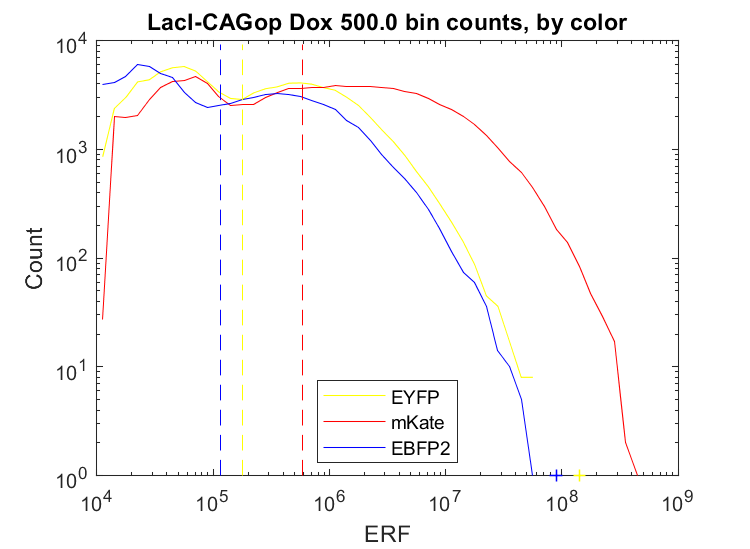 LacI-CAGop Dox 500.0 bin counts, by color
Count
10^4
10^3
10^2
10^1
10^0
EYFP
mKate
EBFP2
10^4 10^5 10^6 10^7 10^8 10^9
ERF